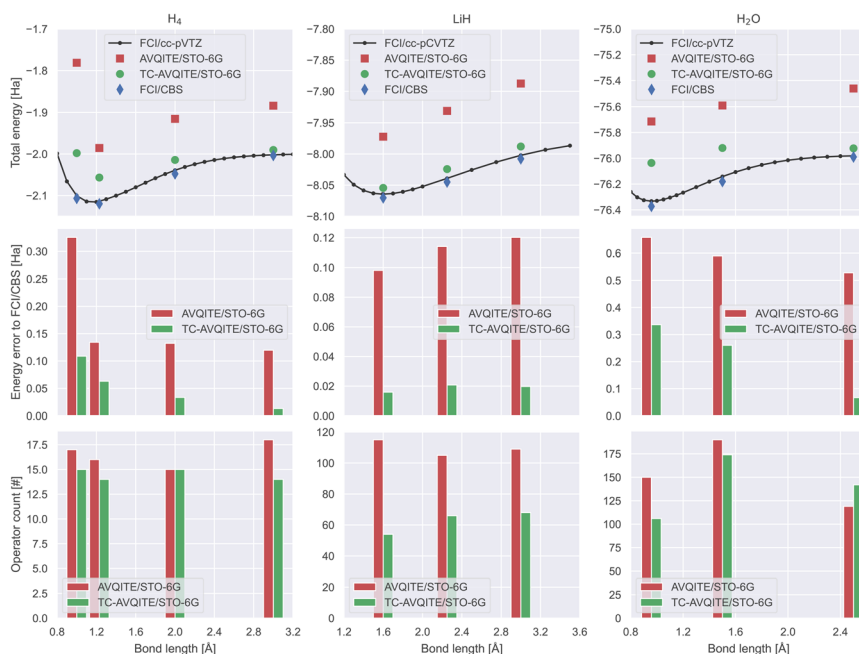 H₄
Total energy [Ha]
−1.7
−1.8
−1.9
−2.0
−2.1
FCI/cc-pVTZ
AVQITE/STO-6G
TC-AVQITE/STO-6G
FCI/CBS
LiH
−7.80
−7.85
−7.90
−7.95
−8.00
−8.05
−8.10
FCI/cc-pCVTZ
AVQITE/STO-6G
TC-AVQITE/STO-6G
FCI/CBS
H₂O
−75.0
−75.2
−75.4
−75.6
−75.8
−76.0
−76.2
−76.4
FCI/cc-pVTZ
AVQITE/STO-6G
TC-AVQITE/STO-6G
FCI/CBS
Energy error to FCI/CBS [Ha]
0.30
0.25
0.20
0.15
0.10
0.05
0.00
AVQITE/STO-6G
TC-AVQITE/STO-6G
0.12
0.10
0.08
0.06
0.04
0.02
0.00
AVQITE/STO-6G
TC-AVQITE/STO-6G
0.6
0.5
0.4
0.3
0.2
0.1
0.0
AVQITE/STO-6G
TC-AVQITE/STO-6G
Operator count [#]
17.5
15.0
12.5
10.0
7.5
5.0
2.5
0.0
AVQITE/STO-6G
TC-AVQITE/STO-6G
0.8 1.2 1.6 2.0 2.4 2.8 3.2
Bond length [Å]
120
100
80
60
40
20
0
AVQITE/STO-6G
TC-AVQITE/STO-6G
1.2 1.6 2.0 2.4 2.8 3.2 3.6
Bond length [Å]
175
150
125
100
75
50
25
0
AVQITE/STO-6G
TC-AVQITE/STO-6G
0.8 1.2 1.6 2.0 2.4
Bond length [Å]